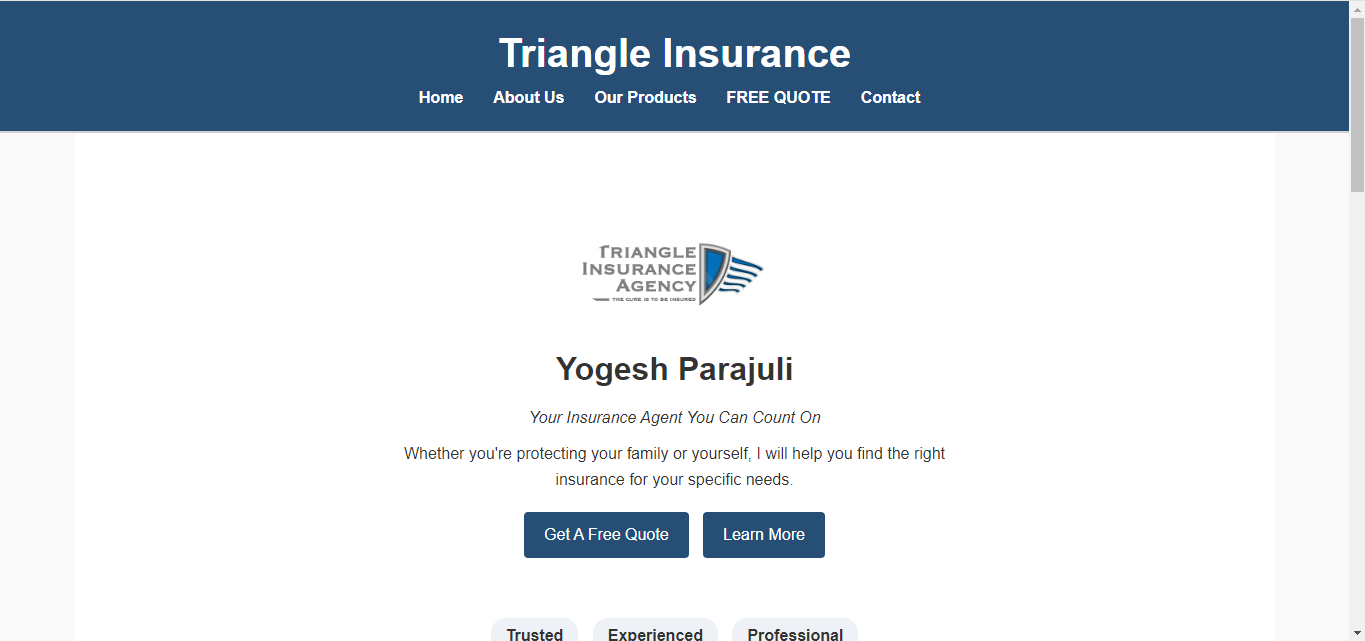 Triangle Insurance
Home About Us Our Products FREE QUOTE Contact
TRIANGLE
INSURANCE
AGENCY
THE CURE IS TO BE INSURED
Yogesh Parajuli
Your Insurance Agent You Can Count On
Whether you're protecting your family or yourself, I will help you find the right
insurance for your specific needs.
Get A Free Quote Learn More
Trusted Experienced Professional